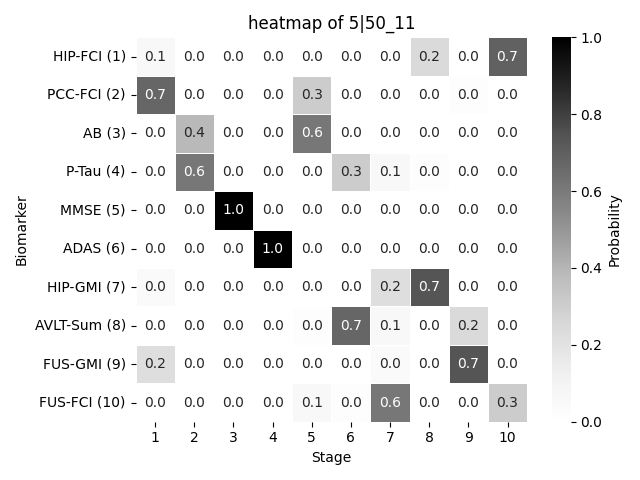 heatmap of 5|50_11
HIP-FCI (1) 0.1 0.0 0.0 0.0 0.0 0.0 0.0 0.2 0.0 0.7
PCC-FCI (2) 0.7 0.0 0.0 0.0 0.3 0.0 0.0 0.0 0.0 0.0
AB (3) 0.0 0.4 0.0 0.0 0.6 0.0 0.0 0.0 0.0 0.0
P-Tau (4) 0.0 0.6 0.0 0.0 0.0 0.3 0.1 0.0 0.0 0.0
MMSE (5) 0.0 0.0 1.0 0.0 0.0 0.0 0.0 0.0 0.0 0.0
ADAS (6) 0.0 0.0 0.0 1.0 0.0 0.0 0.0 0.0 0.0 0.0
HIP-GMI (7) 0.0 0.0 0.0 0.0 0.0 0.0 0.2 0.7 0.0 0.0
AVLT-Sum (8) 0.0 0.0 0.0 0.0 0.0 0.7 0.1 0.0 0.2 0.0
FUS-GMI (9) 0.2 0.0 0.0 0.0 0.0 0.0 0.0 0.0 0.7 0.0
FUS-FCI (10) 0.0 0.0 0.0 0.0 0.1 0.0 0.6 0.0 0.0 0.3
1 2 3 4 5 6 7 8 9 10
Stage
Biomarker
1.0
0.8
0.6
0.4
0.2
0.0
Probability